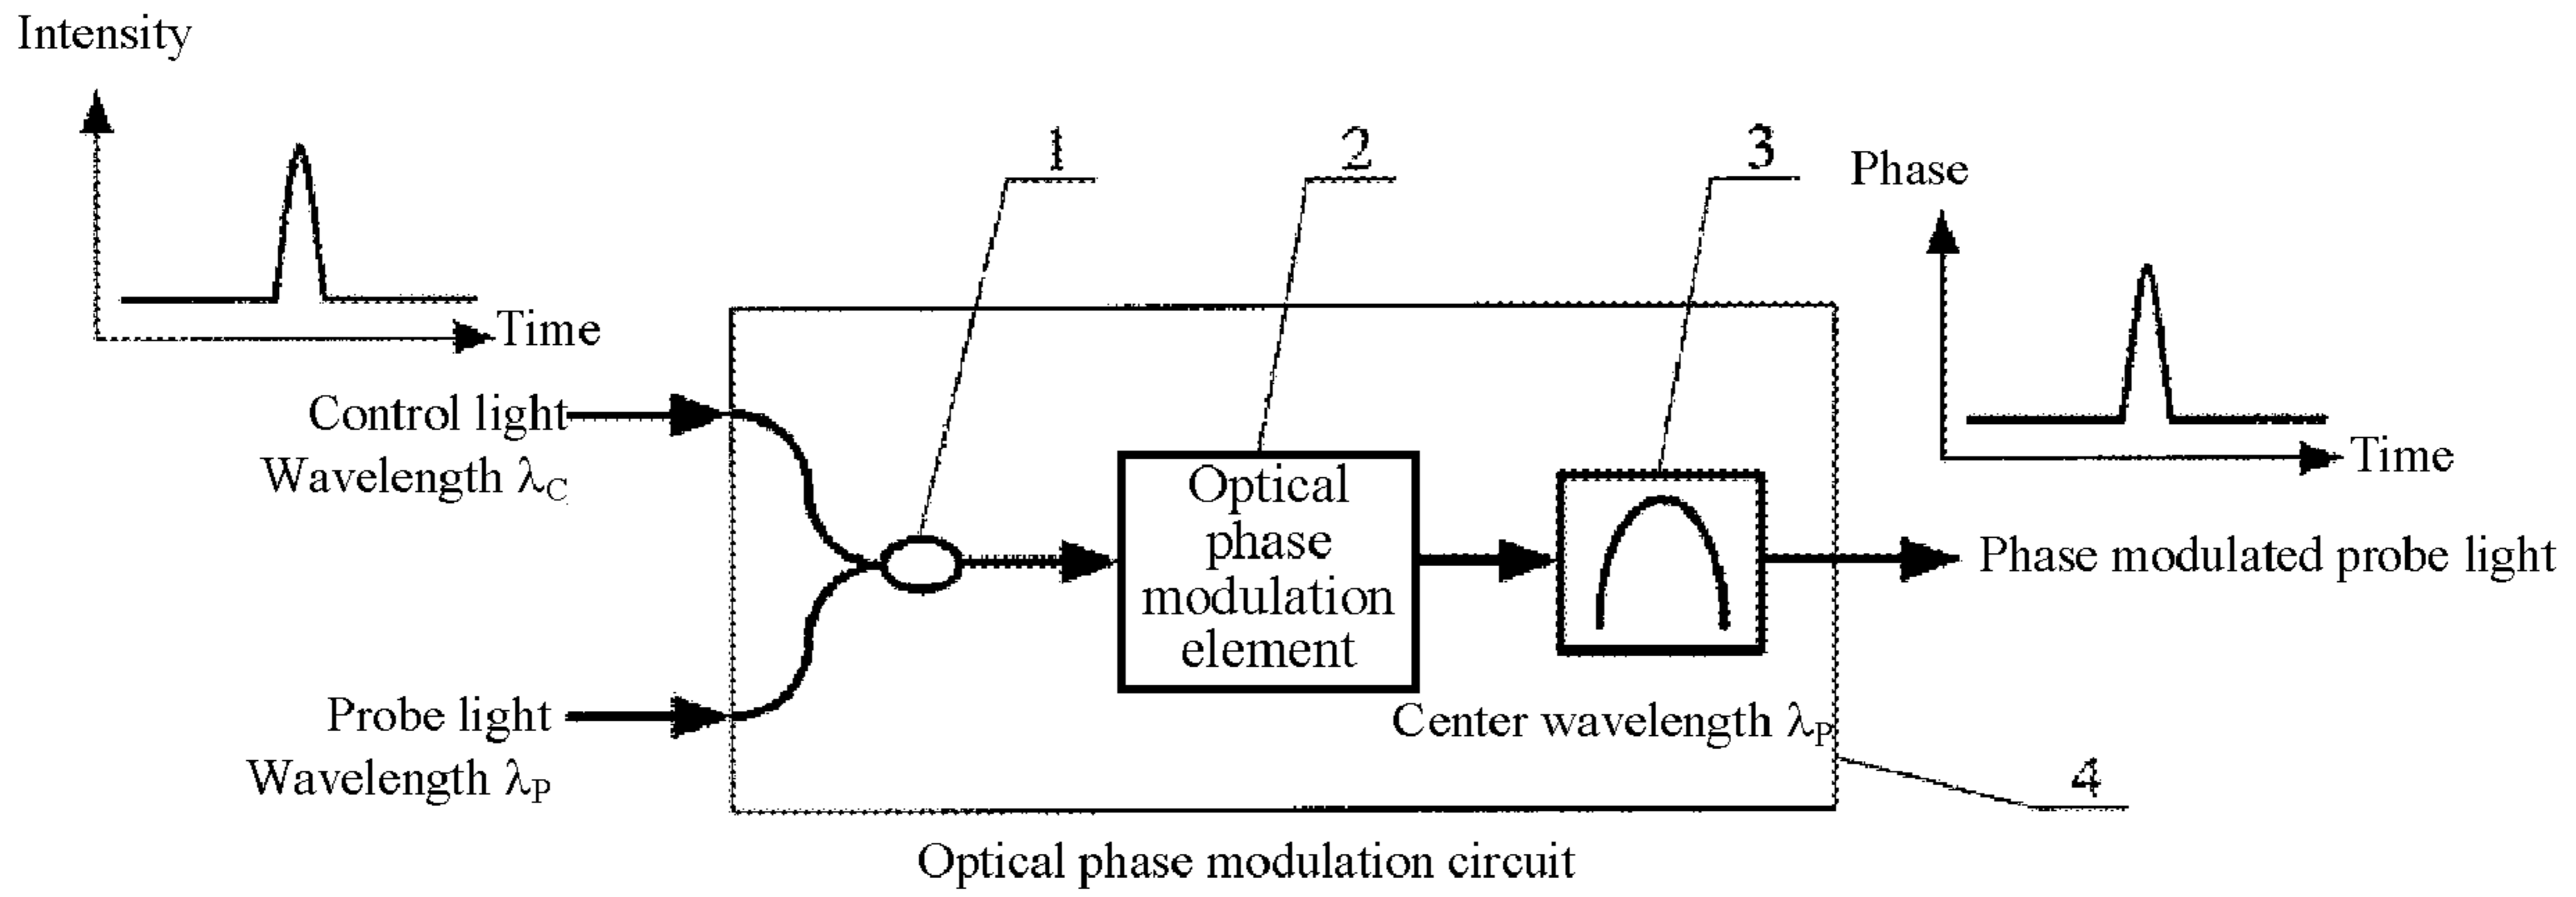 Intensity
Time
1
2
3
Phase
Time
Control light
Wavelength λC
Optical
phase
modulation
element
Phase modulated probe light
Probe light
Wavelength λP
Center wavelength λP
4
Optical phase modulation circuit